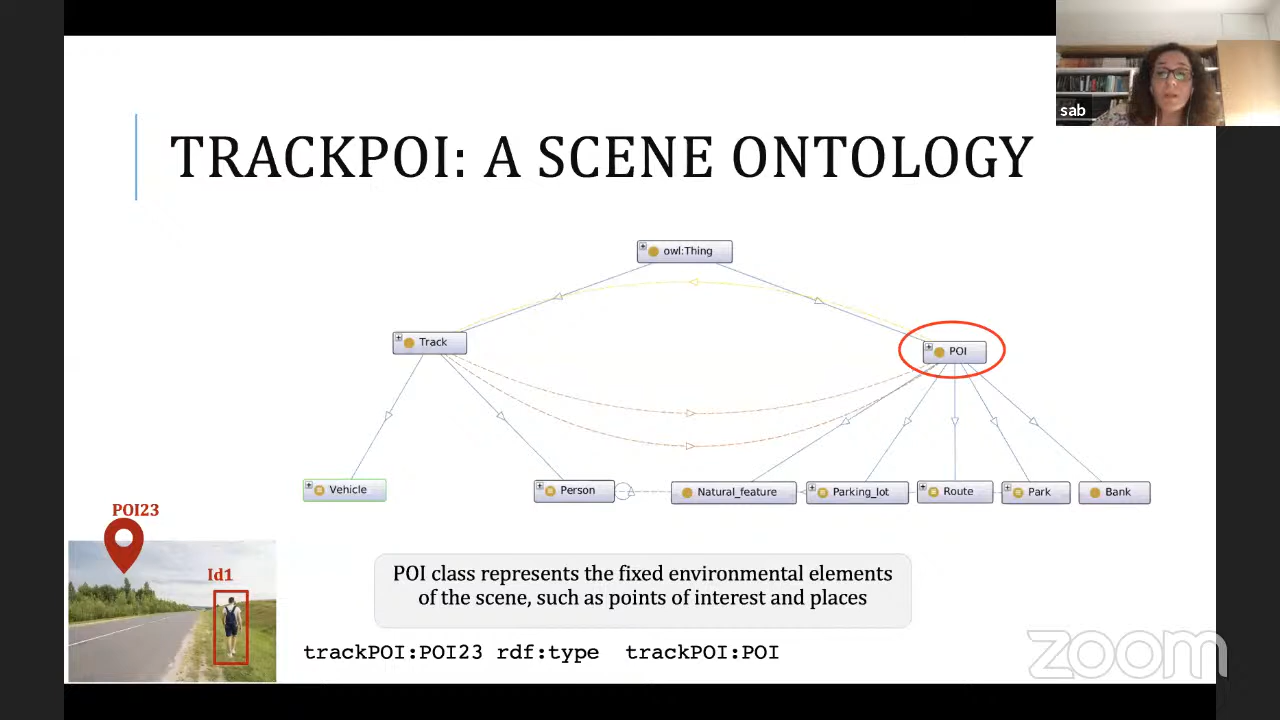 sab
TRACKPOI: A SCENE ONTOLOGY
owl:Thing
Track
POI
Vehicle
Person
Natural_feature
Parking_lot
Route
Park
Bank
POI23
Id1
POI class represents the fixed environmental elements
of the scene, such as points of interest and places
trackPOI:POI23 rdf:type trackPOI:POI
zoom